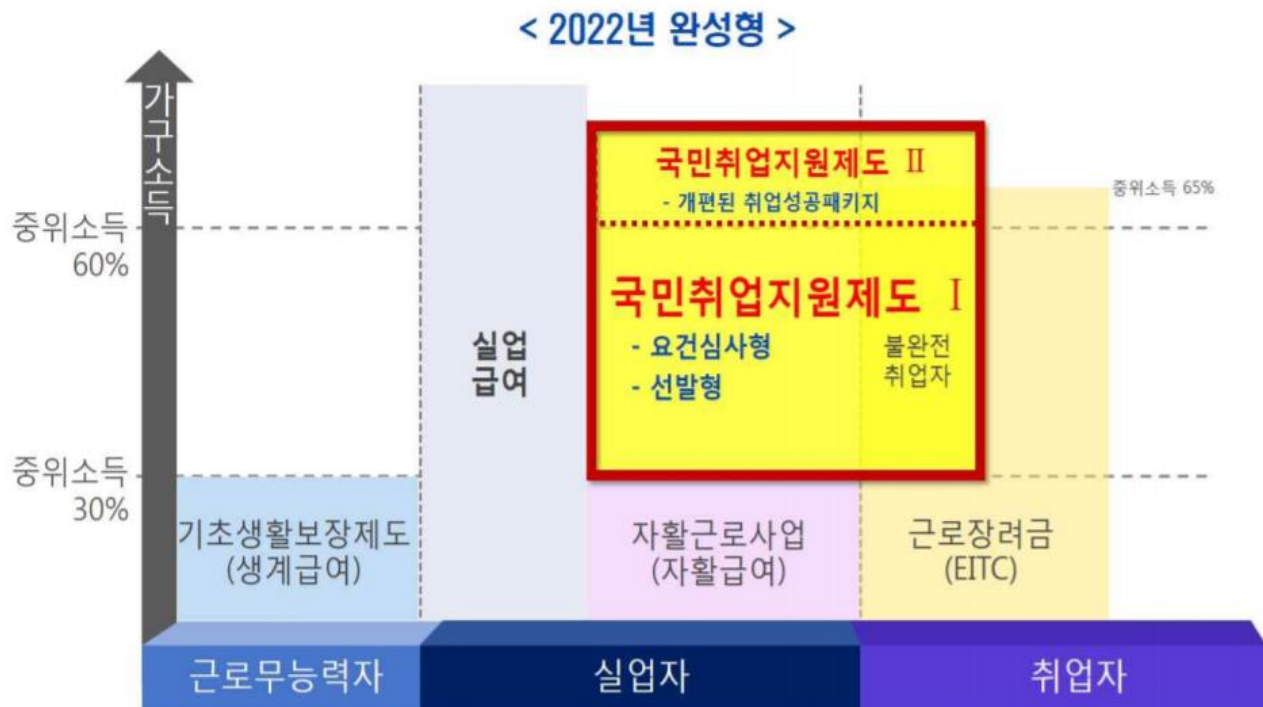 < 2022년 완성형 >
가구소득
중위소득
60%
중위소득
30%
실업
급여
국민취업지원제도 Ⅱ
- 개편된 취업성공패키지
중위소득 65%
국민취업지원제도 Ⅰ
- 요건심사형
- 선발형
불완전
취업자
기초생활보장제도
(생계급여)
자활근로사업
(자활급여)
근로장려금
(EITC)
근로무능력자
실업자
취업자